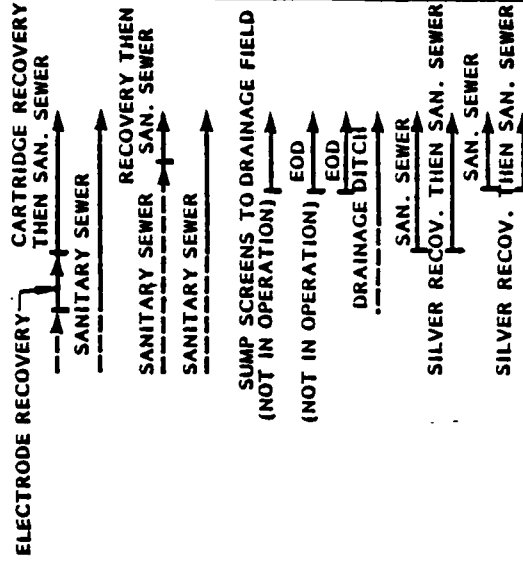 ELECTRODE RECOVERY
CARTRIDGE RECOVERY
THEN SAN. SEWER
SANITARY SEWER
RECOVERY THEN
SAN. SEWER
SANITARY SEWER
SANITARY SEWER
SUMP SCREENS TO DRAINAGE FIELD
(NOT IN OPERATION)
EOD
(NOT IN OPERATION)
EOD
DRAINAGE DITCH
SAN. SEWER
SILVER RECOV. THEN SAN. SEWER
SAN. SEWER
SILVER RECOV. THEN SAN. SEWER